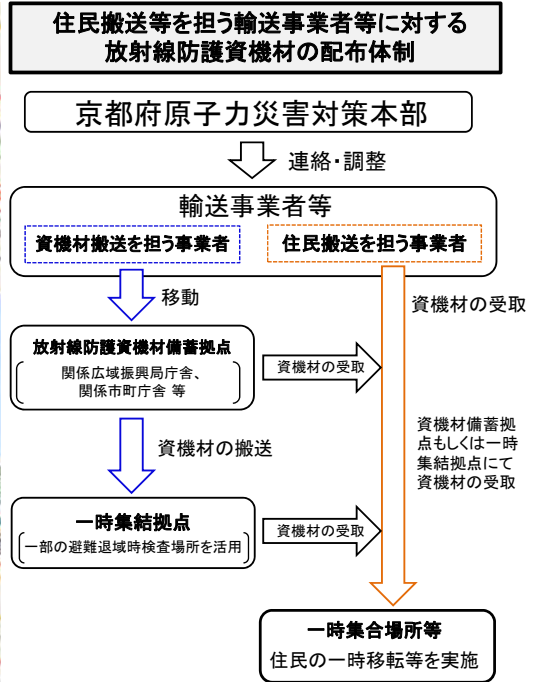 住民搬送等を担う輸送事業者等に対する
放射線防護資機材の配布体制
京都府原子力災害対策本部
連絡・調整
輸送事業者等
資機材搬送を担う事業者
住民搬送を担う事業者
移動
資機材の受取
放射線防護資機材備蓄拠点
関係広域振興局庁舎、
関係市町庁舎 等
資機材の受取
資機材の搬送
資機材備蓄拠
点もしくは一時
集結拠点にて
資機材の受取
一時集結拠点
一部の避難退域時検査場所を活用
資機材の受取
一時集合場所等
住民の一時移転等を実施